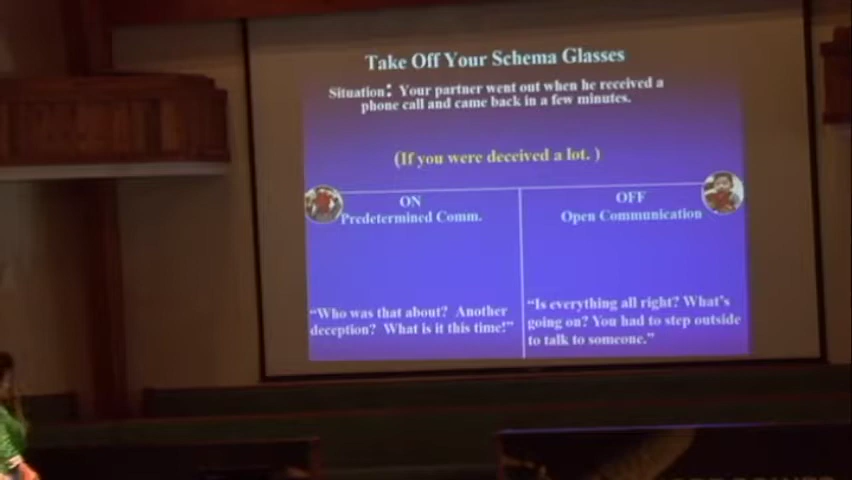 Take Off Your Schema Glasses
Situation: Your partner went out when he received a
phone call and came back in a few minutes.
(If you were deceived a lot. )
ON
Predetermined Comm.
"Who was that about? Another
deception? What is it this time!"
OFF
Open Communication
"Is everything all right? What's
going on? You had to step outside
to talk to someone."